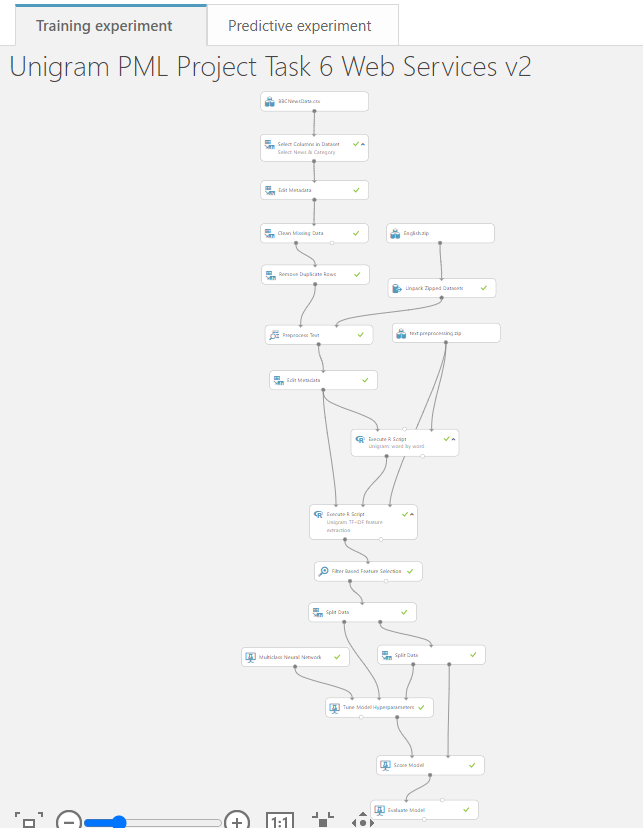 Training experiment
Predictive experiment
Unigram PML Project Task 6 Web Services v2
BBCNewsData.csv
Select Columns in Dataset
Select News & Category
Edit Metadata
Clean Missing Data
English.zip
Remove Duplicate Rows
Unpack Zipped Datasets
Preprocess Text
text.preprocessing.zip
Edit Metadata
Execute R Script
Unigram: word by word
Execute R Script
Unigram TF-IDF feature
extraction
Filter Based Feature Selection
Split Data
Multiclass Neural Network
Split Data
Tune Model Hyperparameters
Score Model
Evaluate Model
1:1